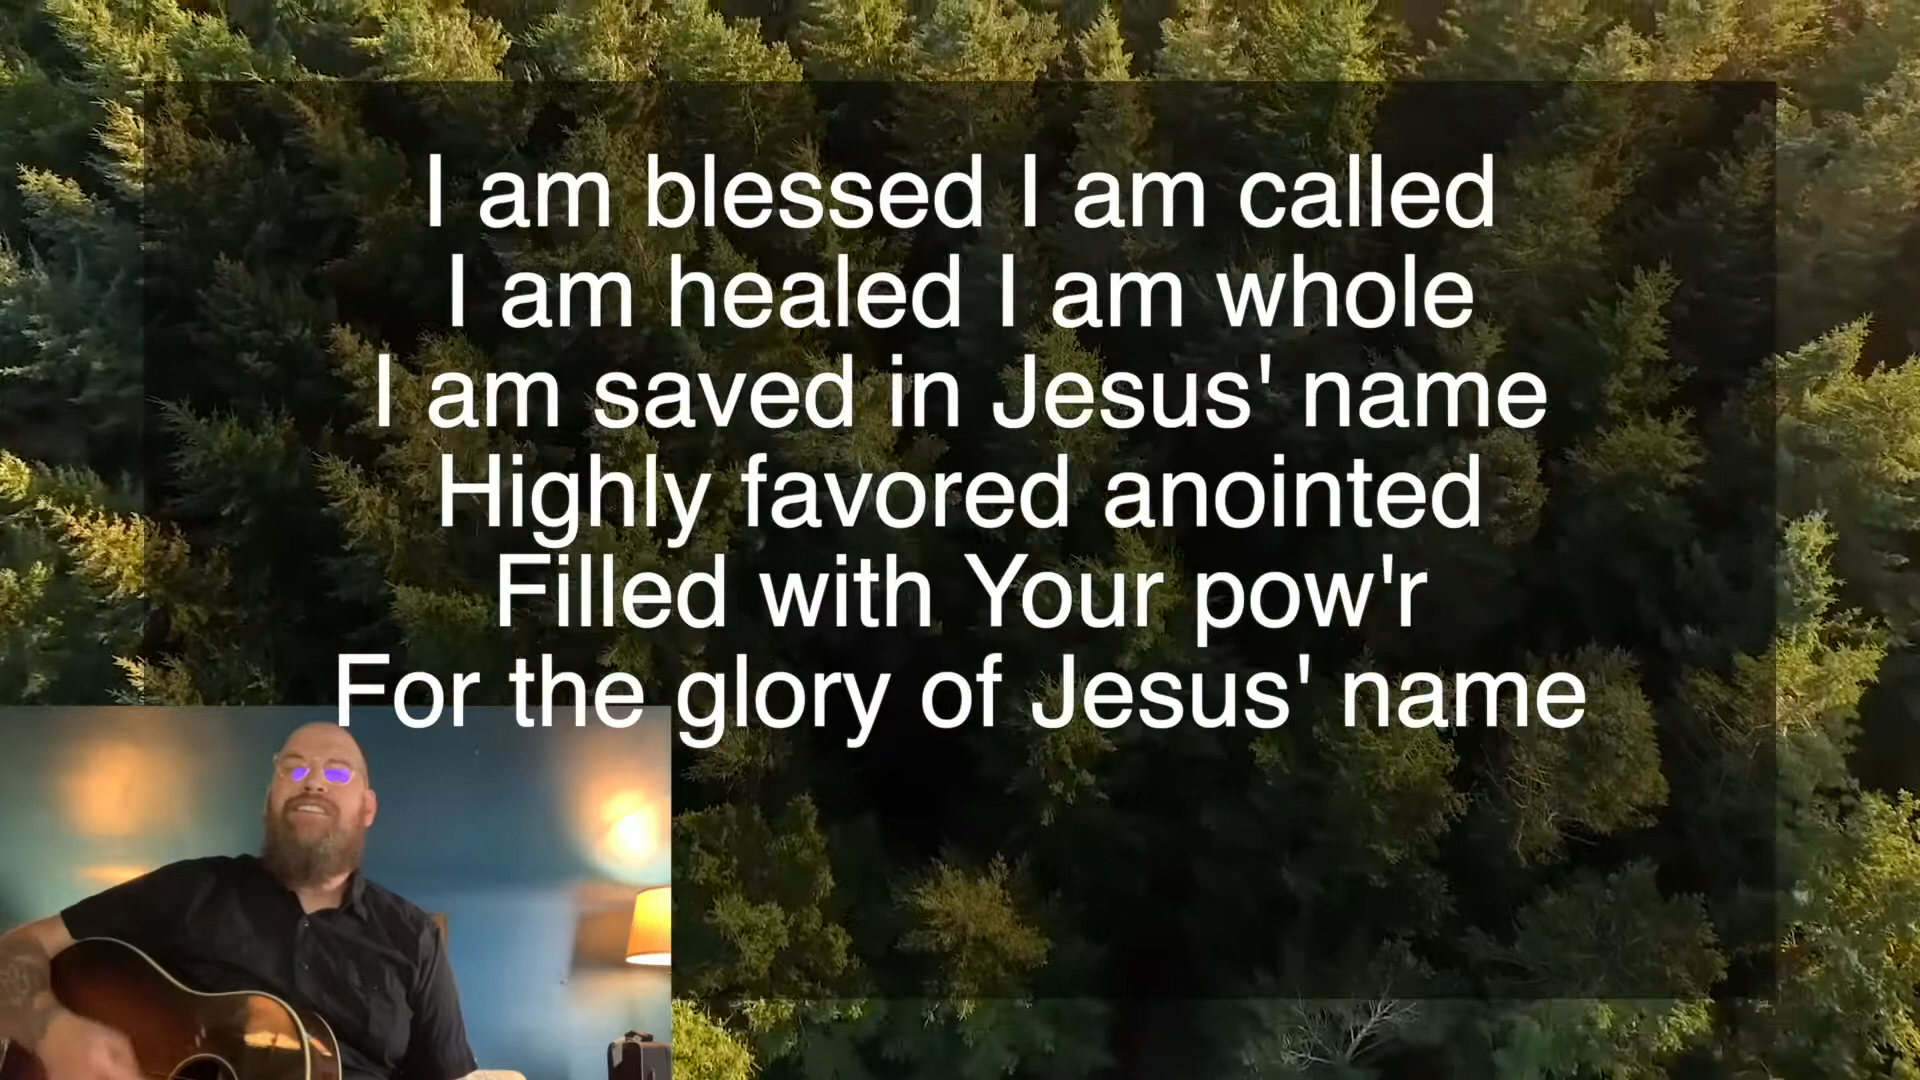 I am blessed I am called
I am healed I am whole
I am saved in Jesus' name
Highly favored anointed
Filled with Your pow'r
For the glory of Jesus' name